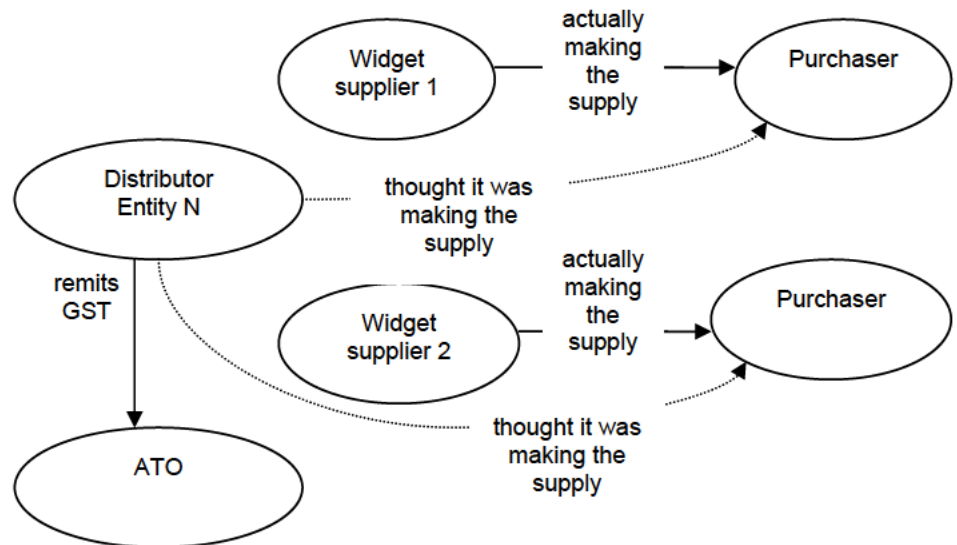 Widget
supplier 1
actually
making
the
supply
Purchaser
Distributor
Entity N
thought it was
making the
supply
remits
GST
Widget
supplier 2
actually
making
the
supply
Purchaser
thought it was
making the
supply
ATO